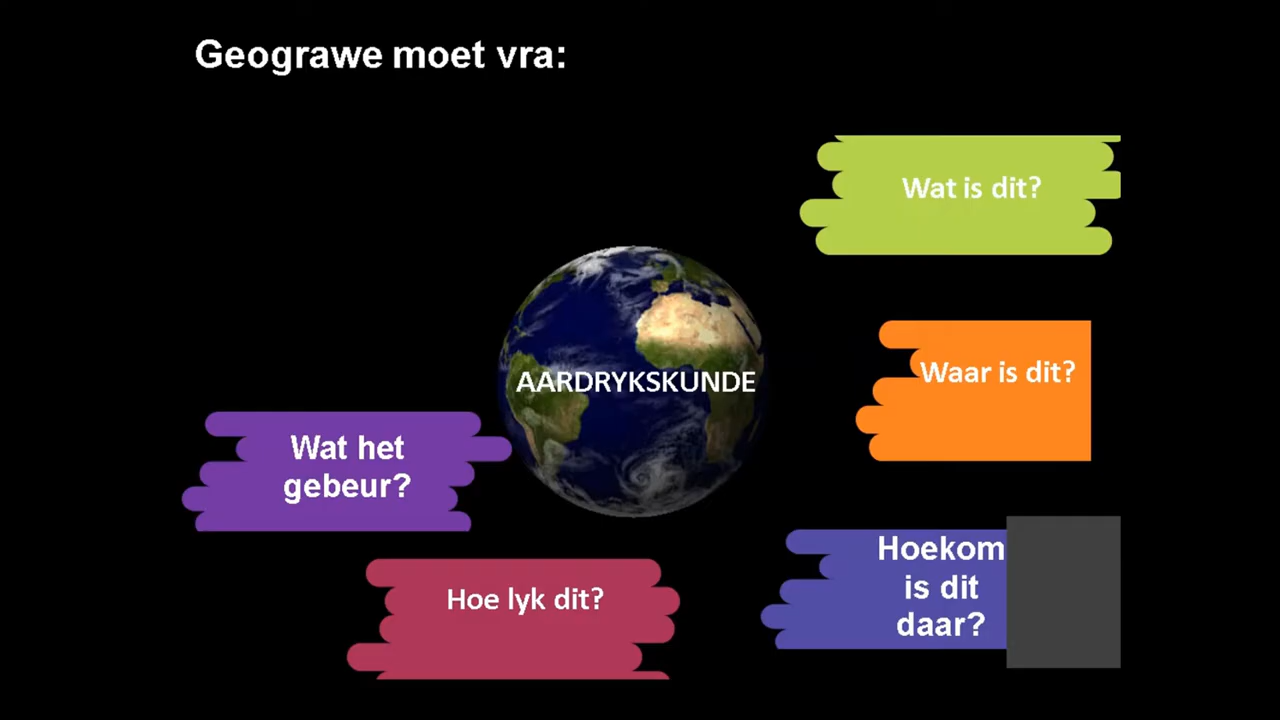 Geograwe moet vra:
Wat is dit?
Waar is dit?
AARDRYKSKUNDE
Wat het
gebeur?
Hoekom
is dit
daar?
Hoe lyk dit?